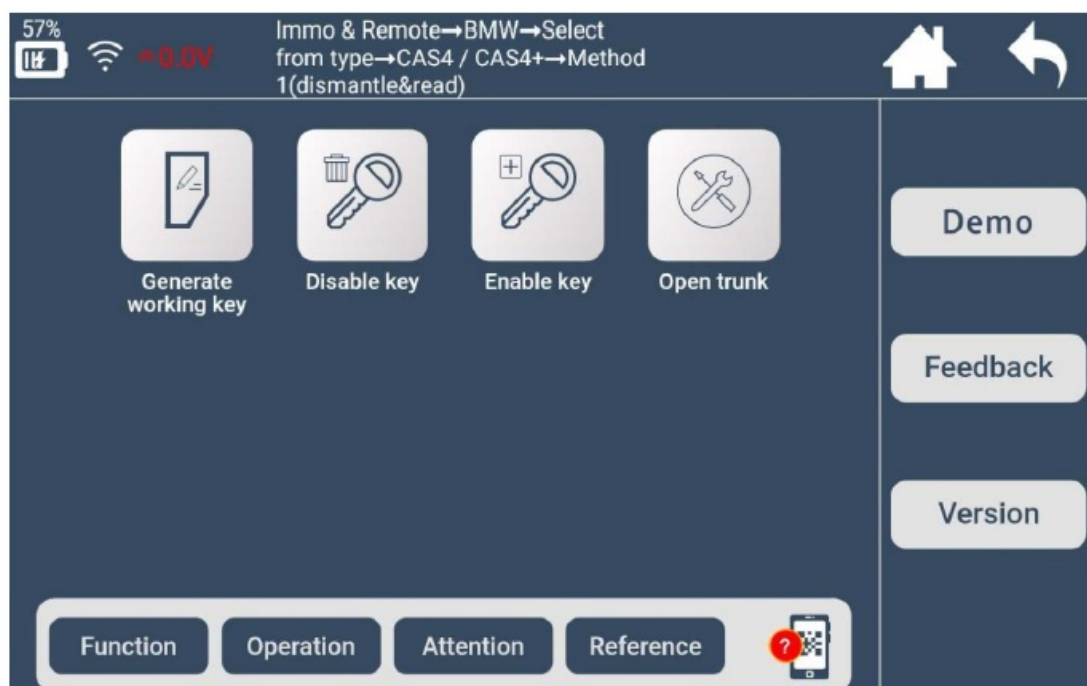 57%
Immo & Remote→BMW→Select
from type→CAS4 / CAS4+→Method
1(dismantle&read)
=0.0V
Generate
working key
Disable key
Enable key
Open trunk
Demo
Feedback
Version
Function
Operation
Attention
Reference
?